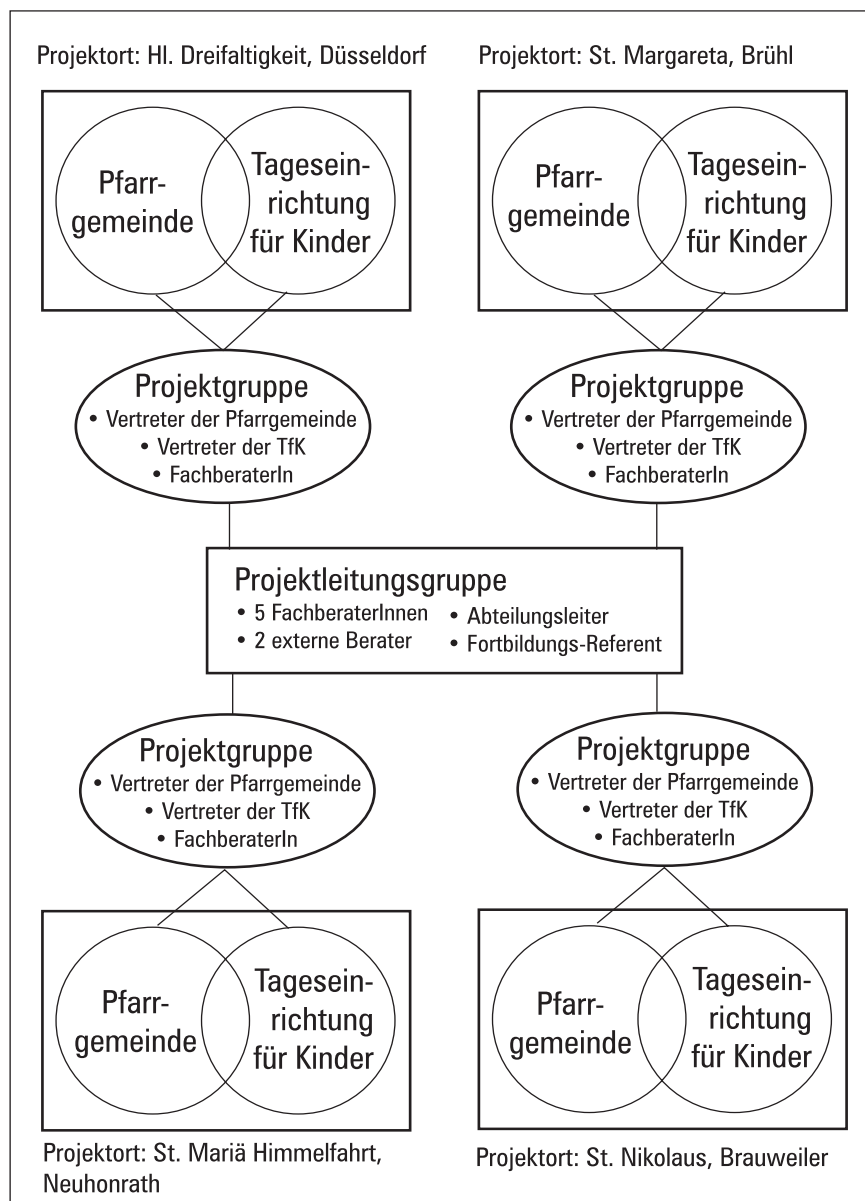 Projektort: Hl. Dreifaltigkeit, Düsseldorf
Pfarr-
gemeinde
Tagesein-
richtung
für Kinder
Projektgruppe
• Vertreter der Pfarrgemeinde
• Vertreter der TfK
• FachberaterIn
Projektort: St. Margareta, Brühl
Pfarr-
gemeinde
Tagesein-
richtung
für Kinder
Projektgruppe
• Vertreter der Pfarrgemeinde
• Vertreter der TfK
• FachberaterIn
Projektleitungsgruppe
• 5 FachberaterInnen
• 2 externe Berater
• Abteilungsleiter
• Fortbildungs-Referent
Projektgruppe
• Vertreter der Pfarrgemeinde
• Vertreter der TfK
• FachberaterIn
Pfarr-
gemeinde
Tagesein-
richtung
für Kinder
Projektort: St. Mariä Himmelfahrt,
Neuhonrath
Projektgruppe
• Vertreter der Pfarrgemeinde
• Vertreter der TfK
• FachberaterIn
Pfarr-
gemeinde
Tagesein-
richtung
für Kinder
Projektort: St. Nikolaus, Brauweiler